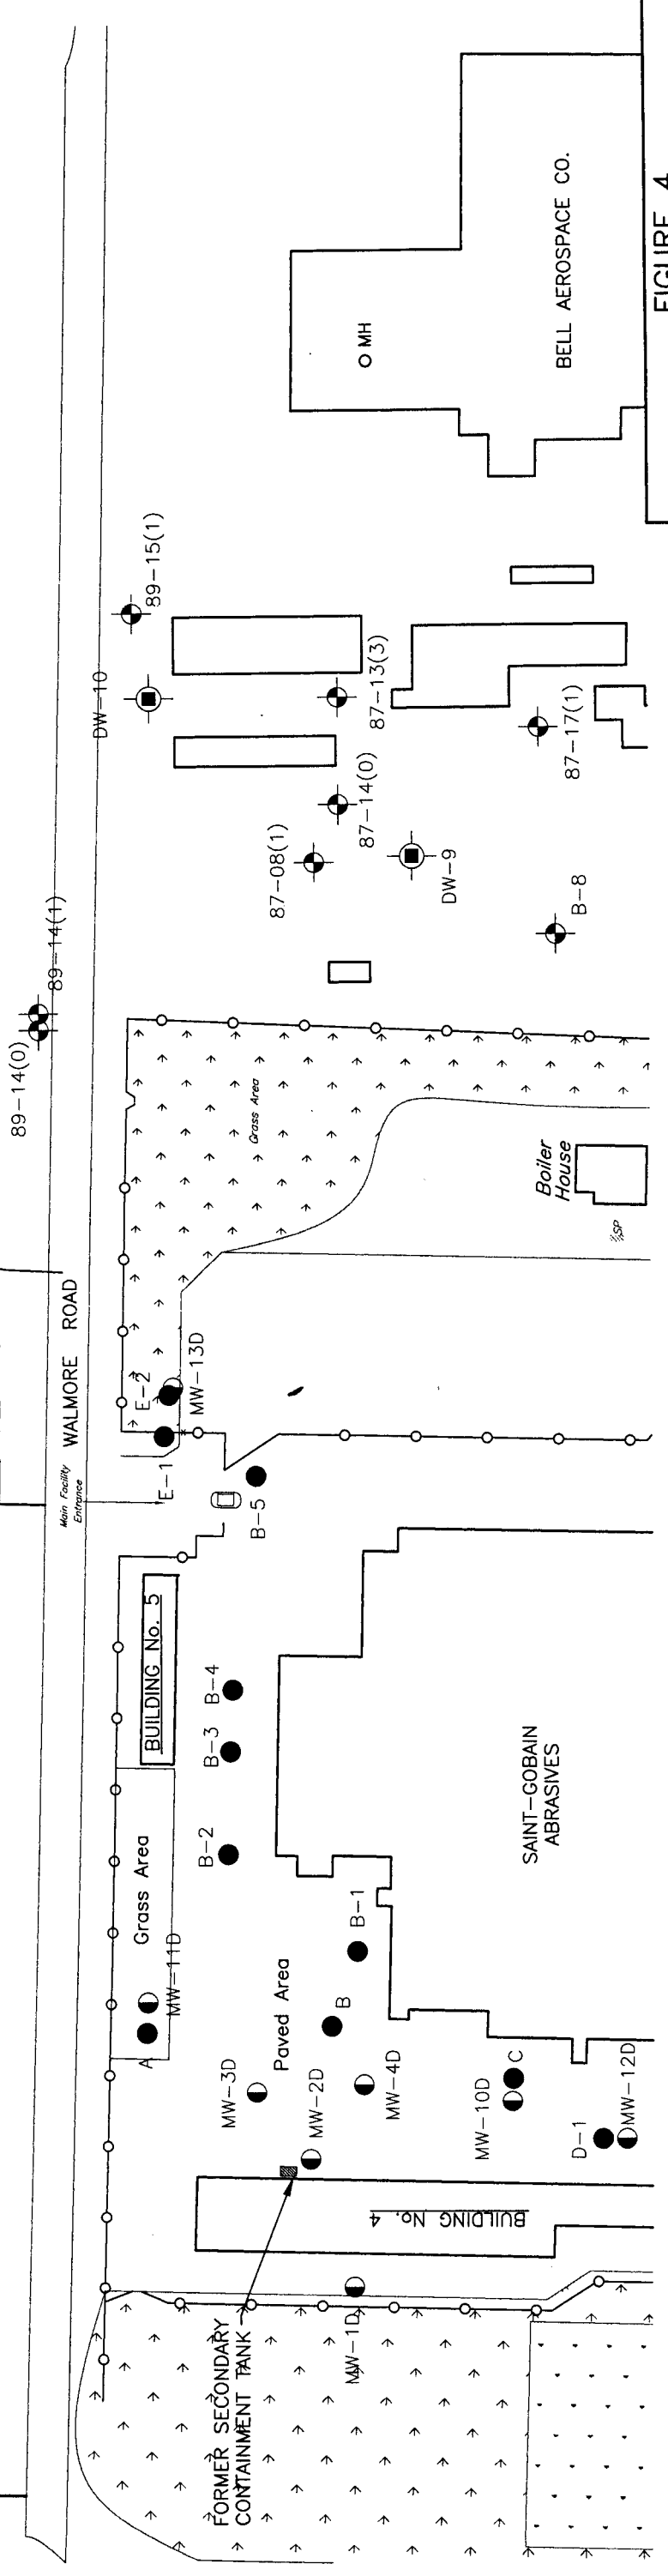 89-14(0)
89-14(1)
WALMORE ROAD
Main Facility
Entrance
DW-10
89-15(1)
87-13(3)
87-08(1)
87-14(0)
DW-9
87-17(1)
B-8
O MH
BELL AEROSPACE CO.
FIGURE 4
Grass Area
Boiler
House
SP
E-2
MW-13D
E-1
B-5
BUILDING No. 5
B-4
B-3
B-2
Grass Area
MW-11D
A
Paved Area
B-1
B
MW-3D
MW-2D
MW-4D
MW-10D
C
D-1
MW-12D
SAINT-GOBAIN
ABRASIVES
BUILDING No. 4
MW-1D
FORMER SECONDARY
CONTAINMENT TANK